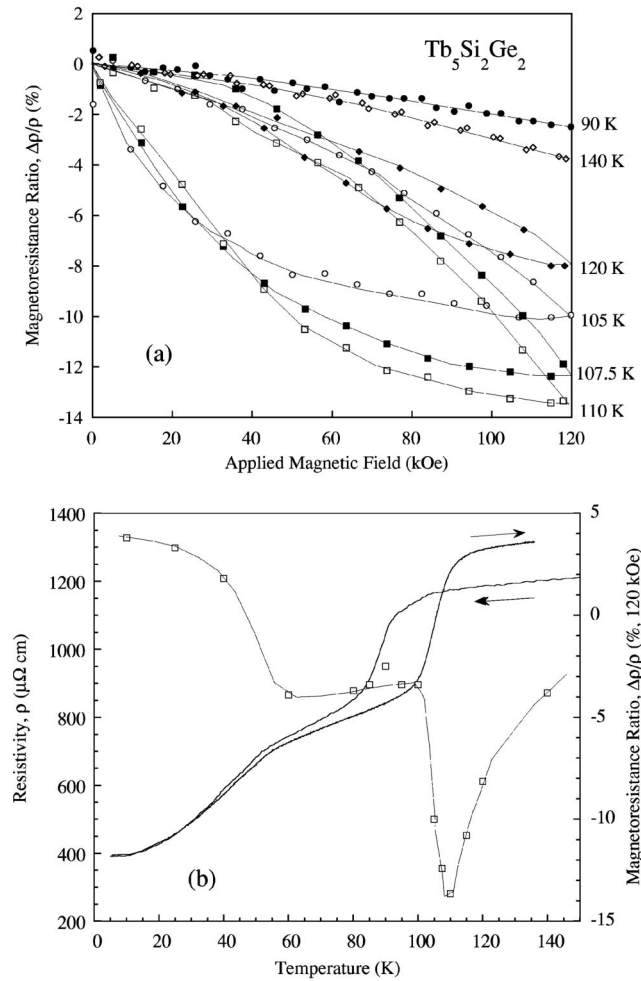 Tb5Si2Ge2
2
0
-2
-4
-6
-8
-10
-12
-14
Magnetoresistance Ratio, Δρ/ρ (%)
90 K
140 K
120 K
105 K
107.5 K
110 K
(a)
0 20 40 60 80 100 120
Applied Magnetic Field (kOe)
1400
1300
1100
1000
900
800
600
400
200
Resistivity, ρ (μΩ cm)
5
0
-5
-10
-15
Magnetoresistance Ratio, Δρ/ρ (%, 120 kOe)
(b)
0 20 40 60 80 100 120 140
Temperature (K)